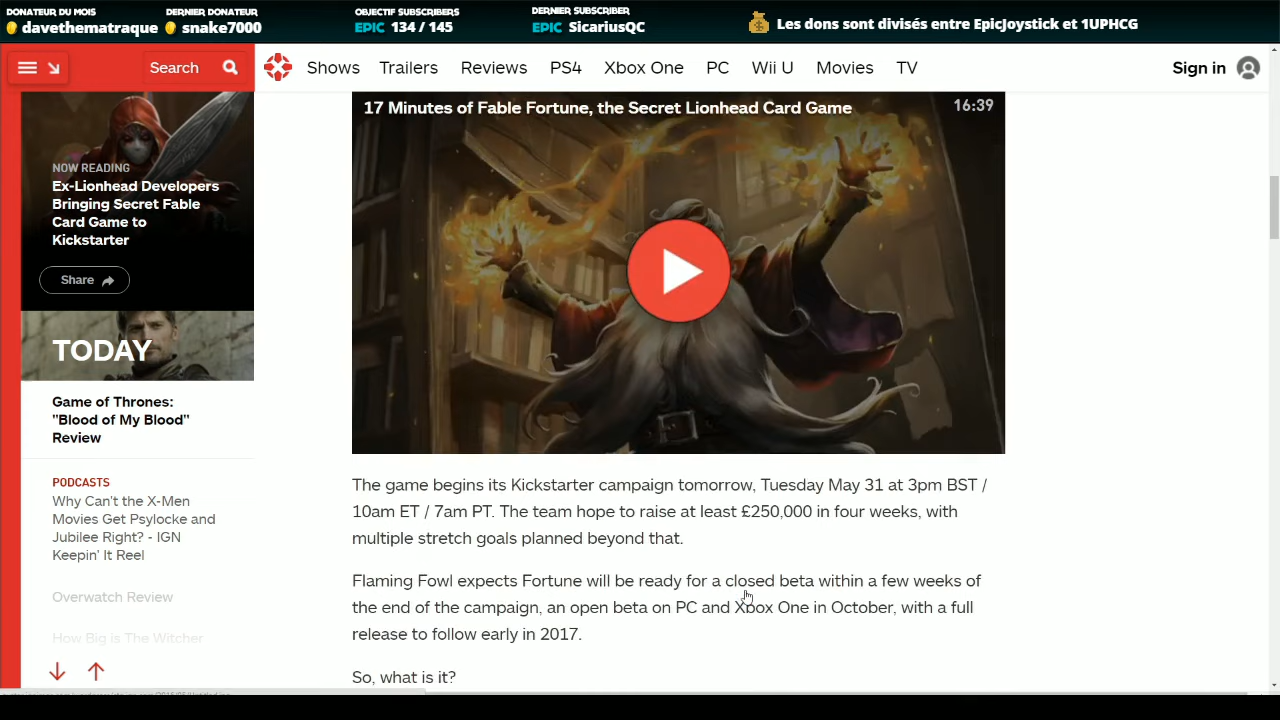 DONATEUR DU MOIS
davethematraque
DERNIER DONATEUR
snake7000
OBJECTIF SUBSCRIBERS
EPIC 134 / 145
DERNIER SUBSCRIBER
EPIC SicariusQC
Les dons sont divisés entre EpicJoystick et 1UPHCG
Search
Shows
Trailers
Reviews
PS4
Xbox One
PC
Wii U
Movies
TV
Sign in
NOW READING
Ex-Lionhead Developers
Bringing Secret Fable
Card Game to
Kickstarter
Share
TODAY
Game of Thrones:
"Blood of My Blood"
Review
PODCASTS
Why Can't the X-Men
Movies Get Psylocke and
Jubilee Right? - IGN
Keepin' It Reel
Overwatch Review
How Big is The Witcher
17 Minutes of Fable Fortune, the Secret Lionhead Card Game
16:39
The game begins its Kickstarter campaign tomorrow, Tuesday May 31 at 3pm BST /
10am ET / 7am PT. The team hope to raise at least £250,000 in four weeks, with
multiple stretch goals planned beyond that.
Flaming Fowl expects Fortune will be ready for a closed beta within a few weeks of
the end of the campaign, an open beta on PC and Xbox One in October, with a full
release to follow early in 2017.
So, what is it?